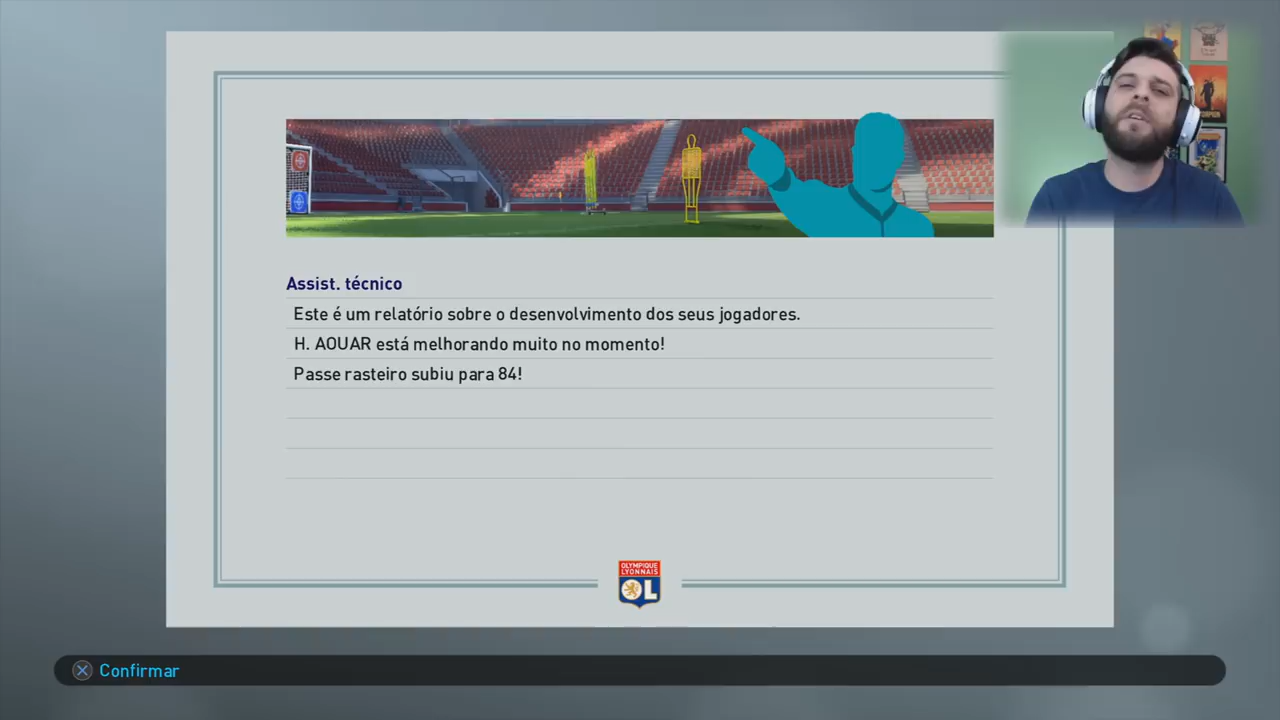 Assist. técnico
Este é um relatório sobre o desenvolvimento dos seus jogadores.
H. AOUAR está melhorando muito no momento!
Passe rasteiro subiu para 84!
OLYMPIQUE
LYONNAIS
OL
Confirmar